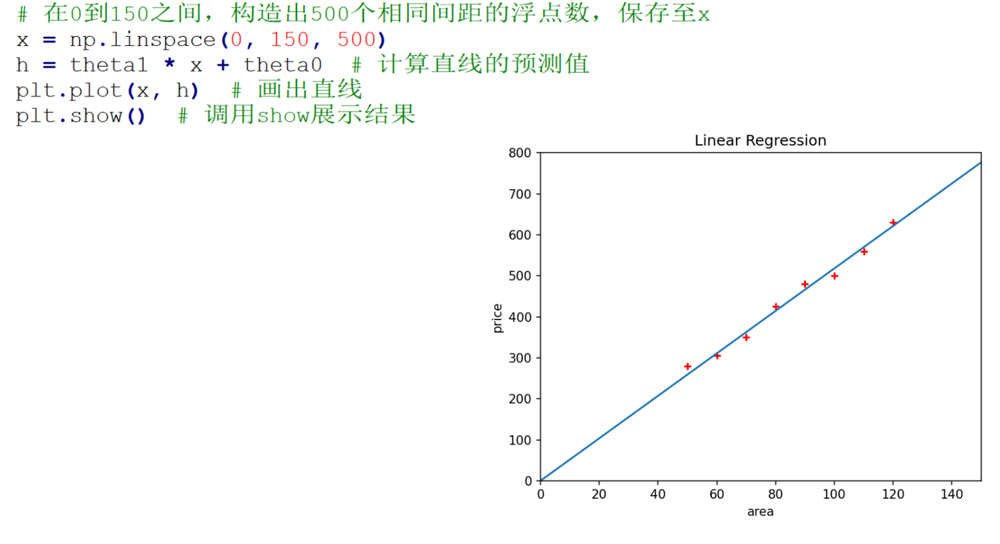 # 在0到150之间，构造出500个相同间距的浮点数，保存至x
x = np.linspace(0, 150, 500)
h = theta1 * x + theta0  # 计算直线的预测值
plt.plot(x, h)  # 画出直线
plt.show()  # 调用show展示结果
Linear Regression
800
700
600
500
400
300
200
100
0
price
0 20 40 60 80 100 120 140
area